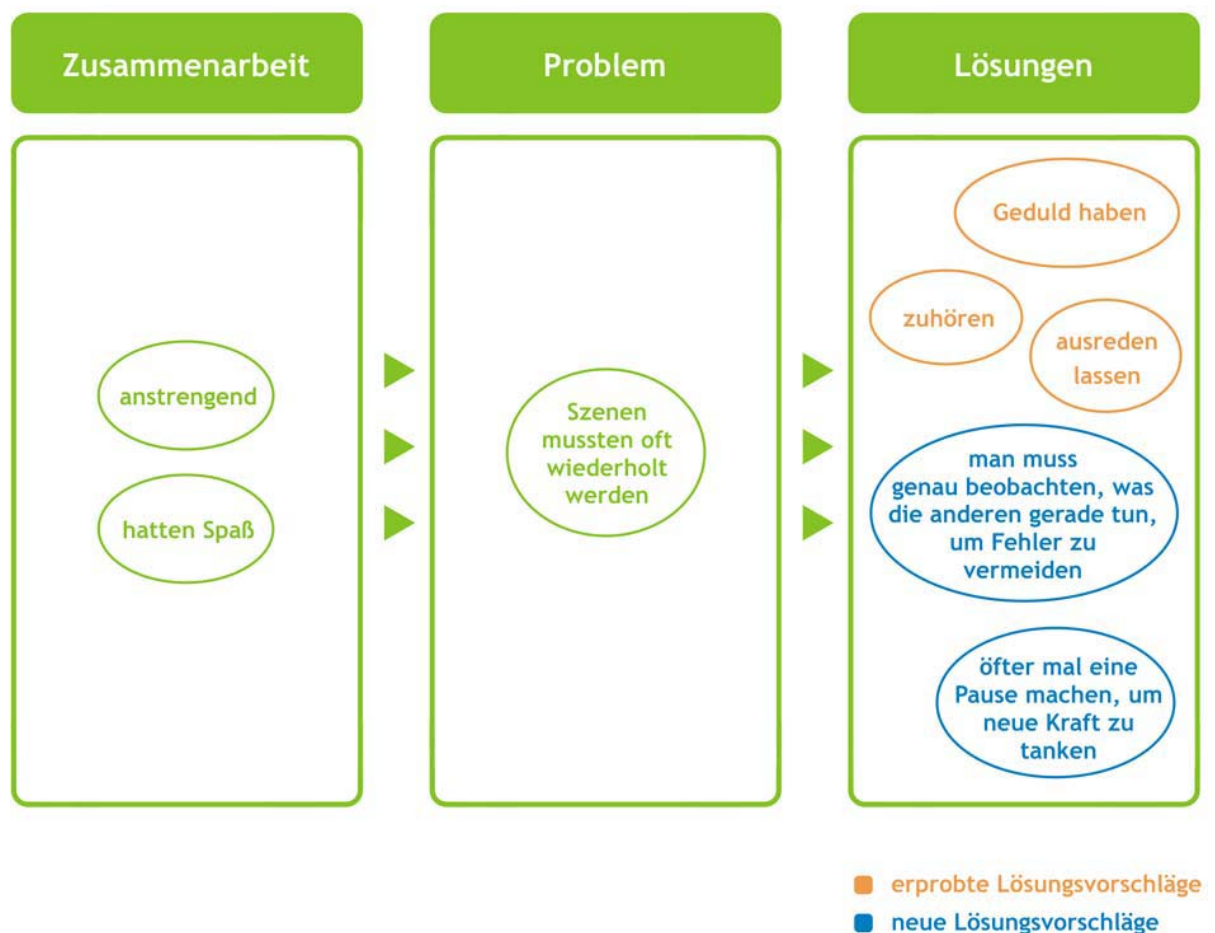 Zusammenarbeit
Problem
Lösungen
anstrengend
hatten Spaß
Szenen
mussten oft
wiederholt
werden
Geduld haben
zuhören
ausreden
lassen
man muss
genau beobachten, was
die anderen gerade tun,
um Fehler zu
vermeiden
öfter mal eine
Pause machen, um
neue Kraft zu
tanken
erprobte Lösungsvorschläge
neue Lösungsvorschläge